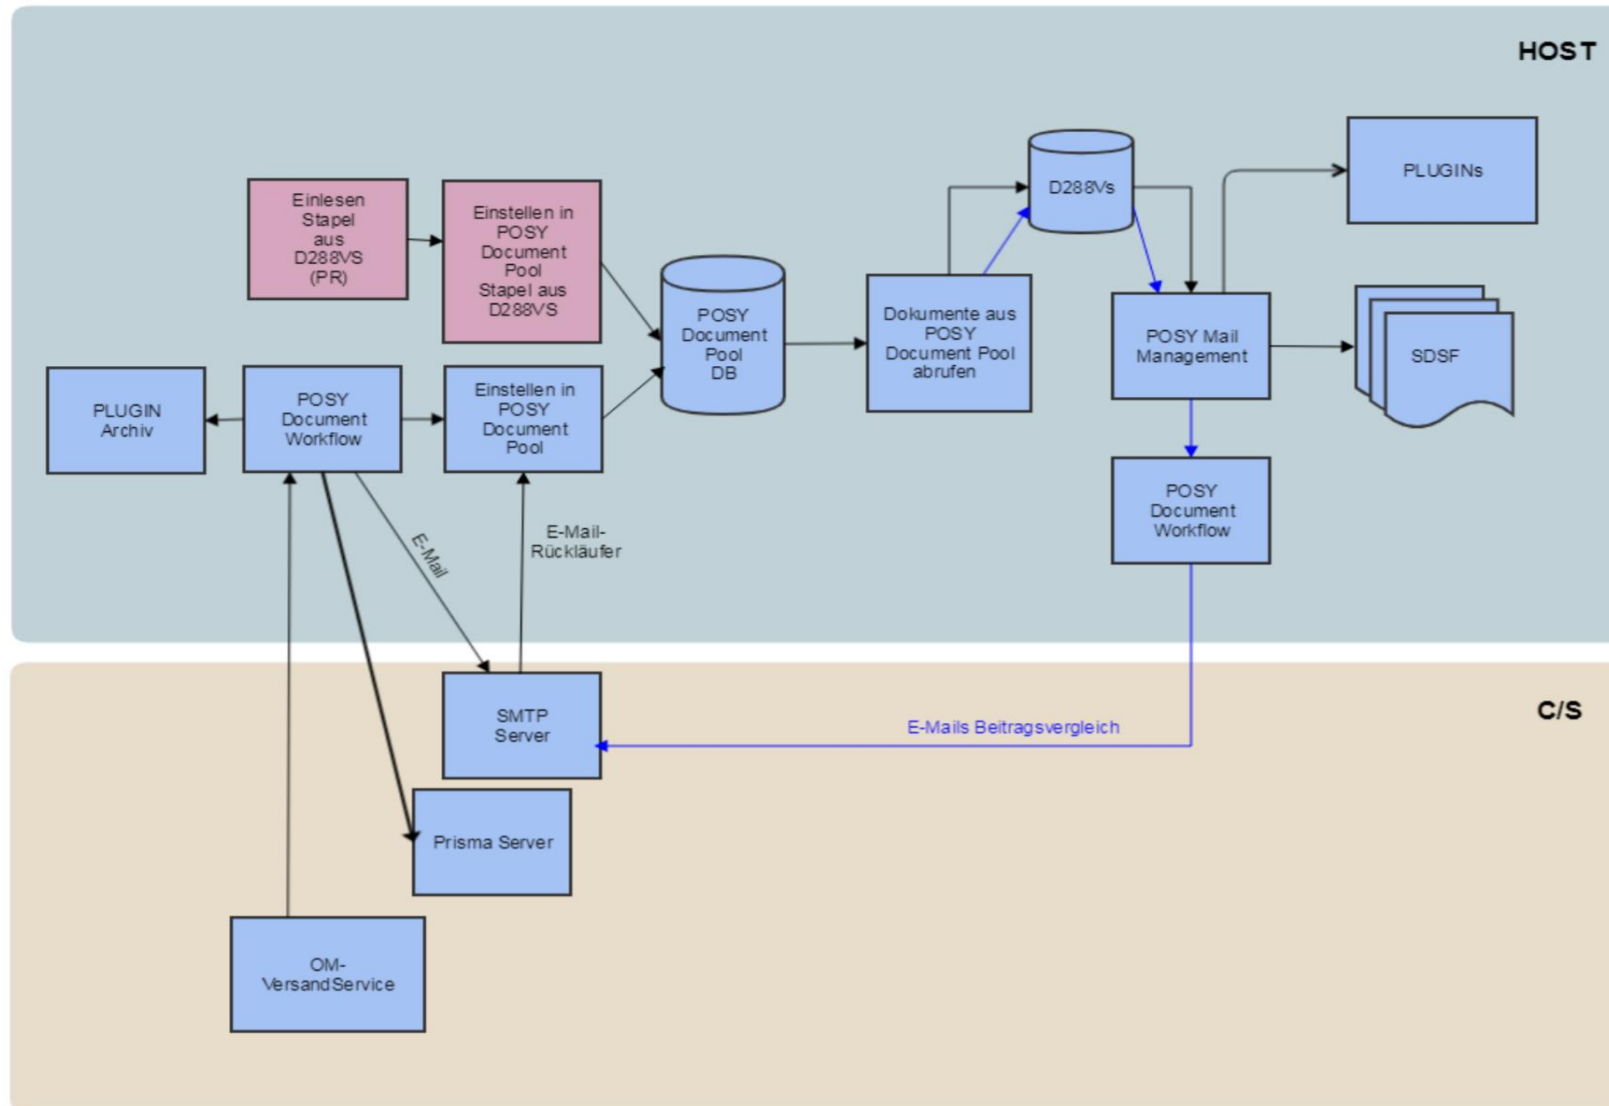 HOST
D288Vs
PLUGINs
Einlesen
Stapel
aus
D288VS
(PR)
Einstellen in
POSY
Document
Pool
Stapel aus
D288VS
POSY
Document
Pool
DB
Dokumente aus
POSY
Document Pool
abrufen
POSY Mail
Management
SDSF
PLUGIN
Archiv
POSY
Document
Workflow
Einstellen in
POSY
Document
Pool
POSY
Document
Workflow
E-Mail
E-Mail-
Rückläufer
C/S
SMTP
Server
E-Mails Beitragsvergleich
Prisma Server
OM-
VersandService